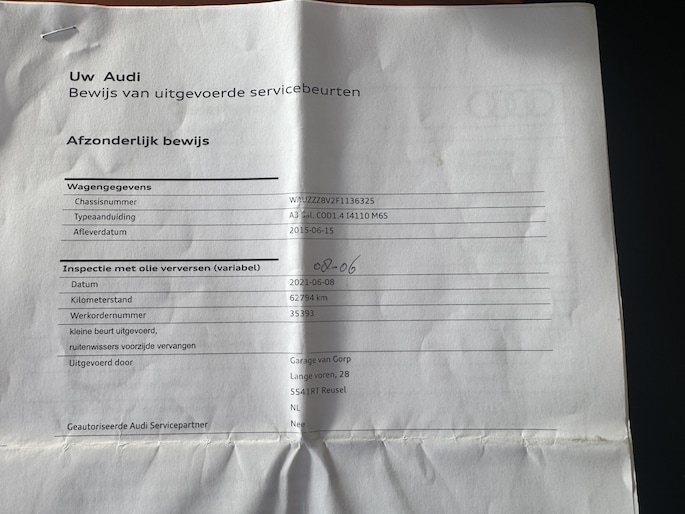 Uw Audi
Bewijs van uitgevoerde servicebeurten
Afzonderlijk bewijs
Wagengegevens
Chassisnummer WAUZZZ8V2F1136325
Typeaanduiding A3 Sal. COD1.4 I4110 M6S
Afleverdatum 2015-06-15
08-06
Inspectie met olie verversen (variabel)
Datum 2021-06-08
Kilometerstand 62794 km
Werkordernummer 35393
kleine beurt uitgevoerd,
ruitenwissers voorzijde vervangen
Uitgevoerd door Garage van Gorp
Lange voren, 28
5541RT Reusel
NL
Geautoriseerde Audi Servicepartner Nee